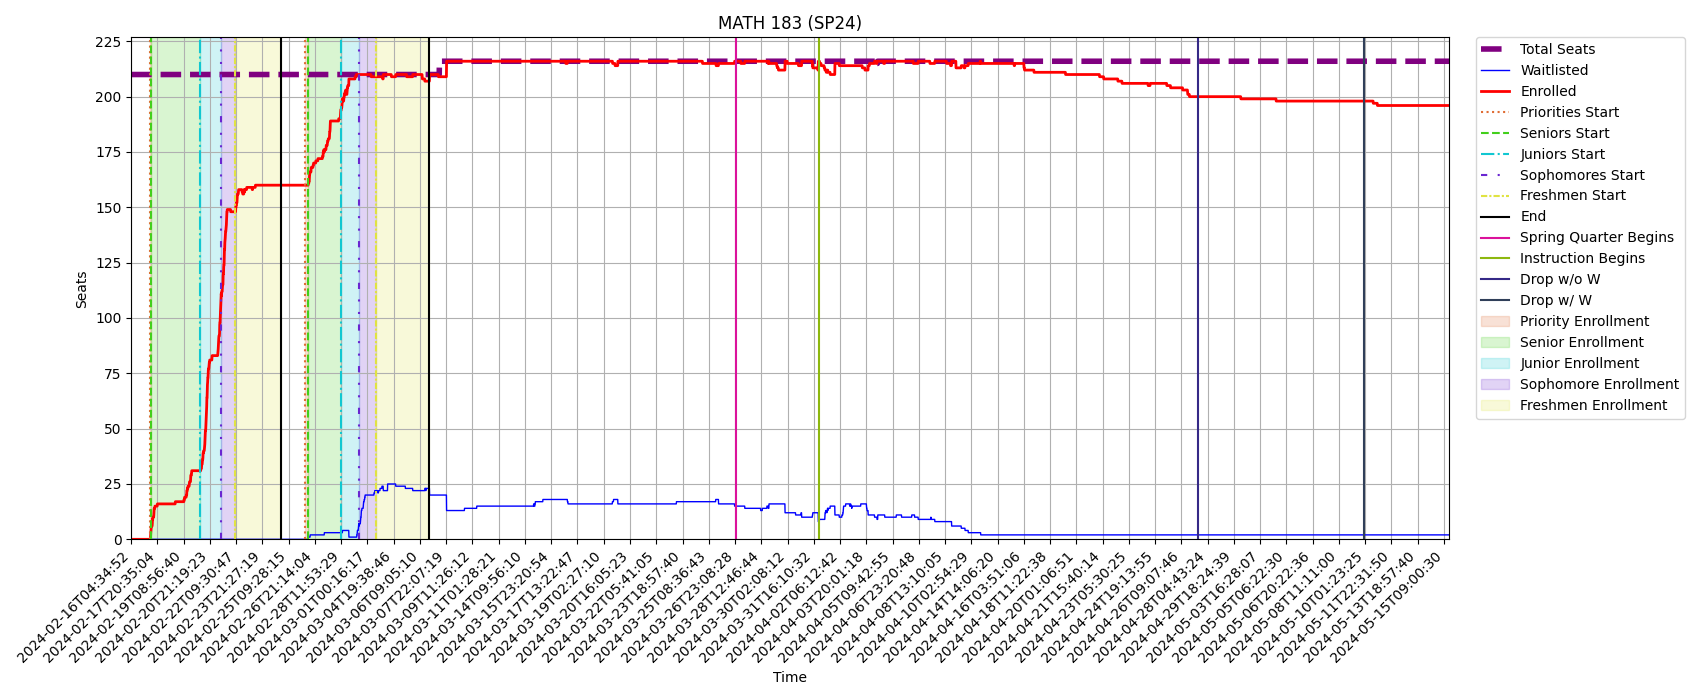 MATH 183 (SP24)
Seats
225
200
175
150
125
100
75
50
25
0
2024-02-16T04:34:52
2024-02-17T20:35:04
2024-02-19T08:56:40
2024-02-20T21:19:23
2024-02-22T09:30:47
2024-02-23T21:27:19
2024-02-25T09:28:15
2024-02-26T21:14:04
2024-02-28T11:53:29
2024-03-01T00:16:17
2024-03-04T19:38:46
2024-03-06T09:05:10
2024-03-07T22:07:19
2024-03-09T11:26:12
2024-03-11T01:28:21
2024-03-14T09:56:10
2024-03-15T23:20:54
2024-03-17T13:22:47
2024-03-19T02:27:10
2024-03-20T16:05:23
2024-03-22T05:41:05
2024-03-23T18:57:40
2024-03-25T08:36:43
2024-03-26T23:08:28
2024-03-28T12:46:44
2024-03-30T02:08:12
2024-03-31T16:10:32
2024-04-02T06:12:42
2024-04-03T20:01:18
2024-04-05T09:42:55
2024-04-06T23:20:48
2024-04-08T13:10:05
2024-04-10T02:54:29
2024-04-14T14:06:20
2024-04-16T03:51:06
2024-04-18T11:22:38
2024-04-20T01:06:51
2024-04-21T15:40:14
2024-04-23T05:30:25
2024-04-24T19:13:55
2024-04-26T09:07:46
2024-04-28T04:43:24
2024-04-29T18:24:39
2024-05-03T16:28:07
2024-05-05T06:22:30
2024-05-06T20:22:36
2024-05-08T11:11:00
2024-05-10T01:23:25
2024-05-11T22:31:50
2024-05-13T18:57:40
2024-05-15T09:00:30
Time
Total Seats
Waitlisted
Enrolled
Priorities Start
Seniors Start
Juniors Start
Sophomores Start
Freshmen Start
End
Spring Quarter Begins
Instruction Begins
Drop w/o W
Drop w/ W
Priority Enrollment
Senior Enrollment
Junior Enrollment
Sophomore Enrollment
Freshmen Enrollment